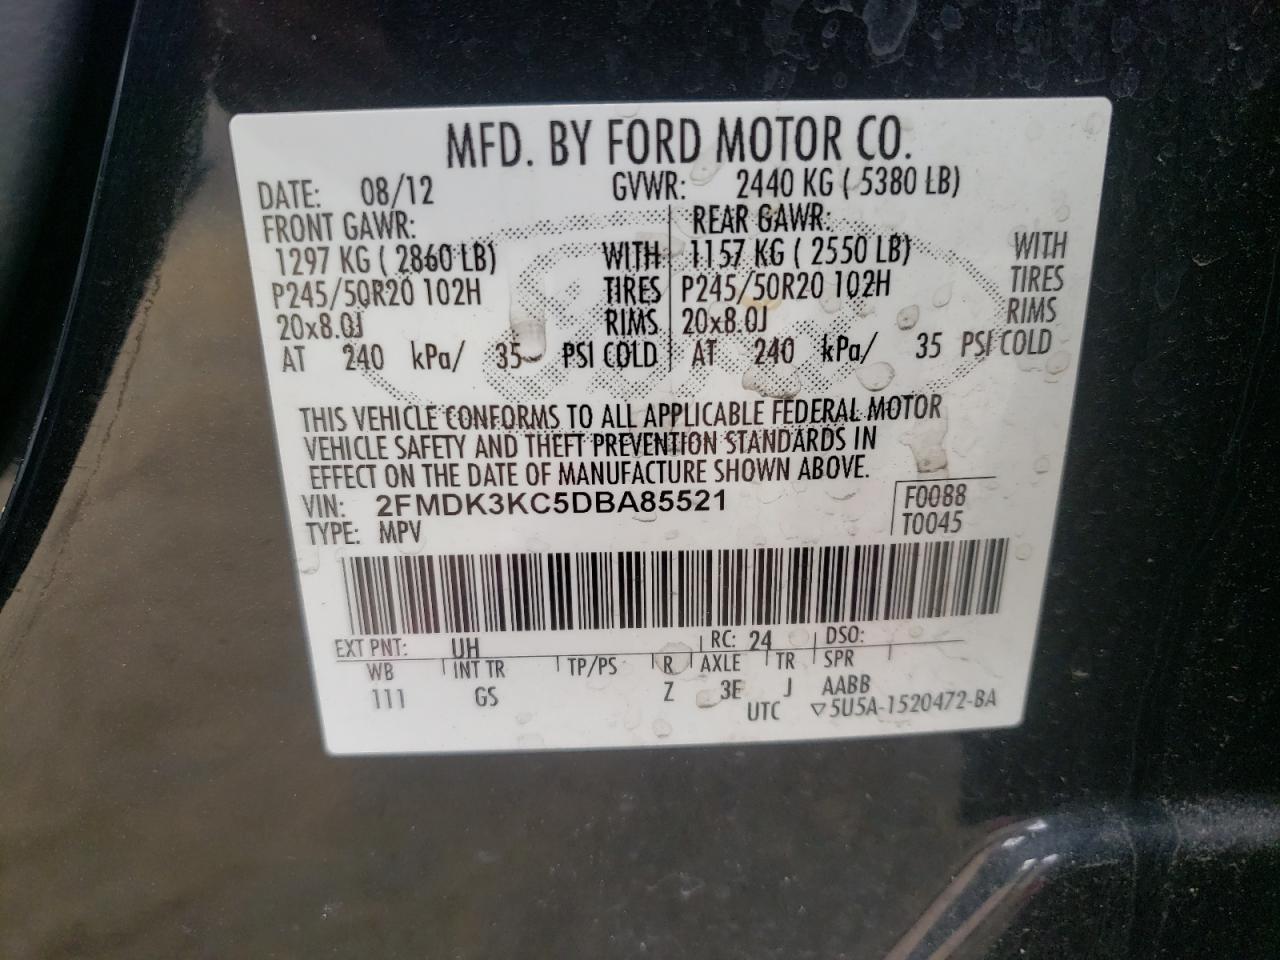 MFD. BY FORD MOTOR CO.
DATE: 08/12 GVWR: 2440 KG ( 5380 LB)
FRONT GAWR: REAR GAWR:
1297 KG ( 2860 LB) WITH 1157 KG ( 2550 LB) WITH
P245/50R20 102H TIRES P245/50R20 102H TIRES
20x8.0J RIMS 20x8.0J RIMS
AT 240 kPa/ 35 PSI COLD AT 240 kPa/ 35 PSI COLD
THIS VEHICLE CONFORMS TO ALL APPLICABLE FEDERAL MOTOR
VEHICLE SAFETY AND THEFT PREVENTION STANDARDS IN
EFFECT ON THE DATE OF MANUFACTURE SHOWN ABOVE.
VIN: 2FMDK3KC5DBA85521 F0088
TYPE: MPV T0045
EXT PNT: UH RC: 24 DSO:
WB INT TR TP/PS R AXLE TR SPR
111 GS Z 3E J AABB
UTC ▽5U5A-1520472-BA